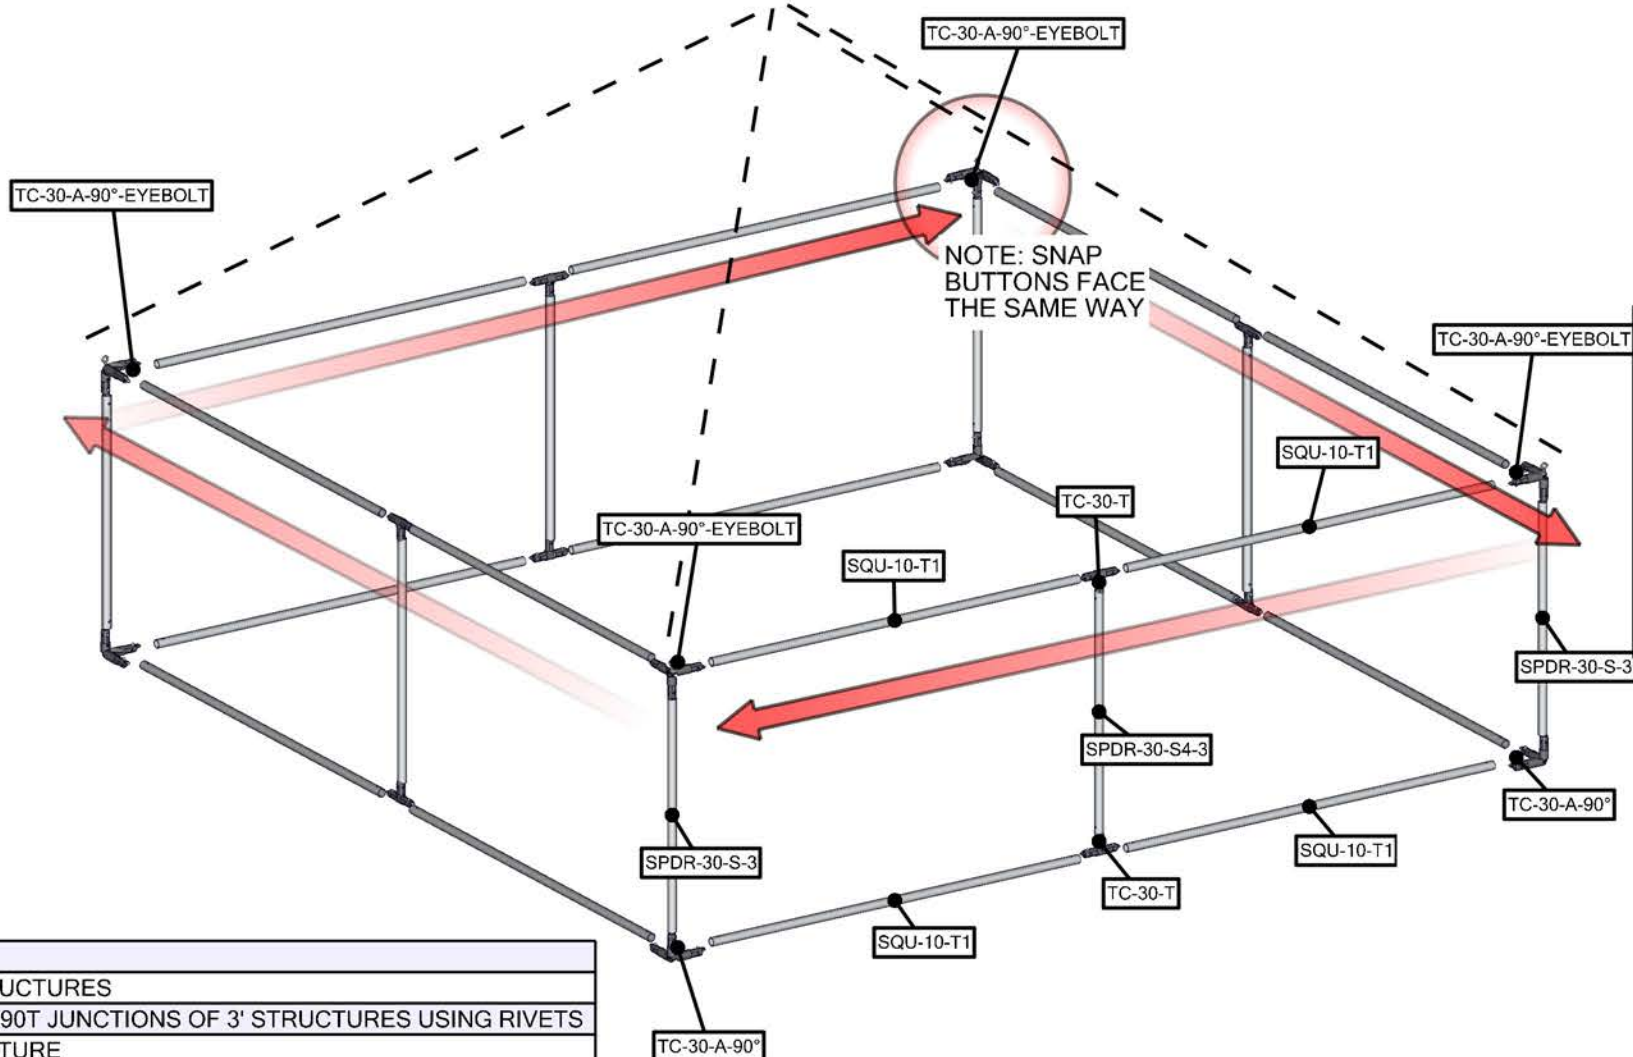 TC-30-A-90°-EYEBOLT
TC-30-A-90°-EYEBOLT
NOTE: SNAP
BUTTONS FACE
THE SAME WAY
TC-30-A-90°-EYEBOLT
SQU-10-T1
TC-30-T
TC-30-A-90°-EYEBOLT
SQU-10-T1
SPDR-30-S-3
SPDR-30-S4-3
TC-30-A-90°
SQU-10-T1
SPDR-30-S-3
TC-30-T
SQU-10-T1
UCTURES
90T JUNCTIONS OF 3' STRUCTURES USING RIVETS
TURE
TC-30-A-90°